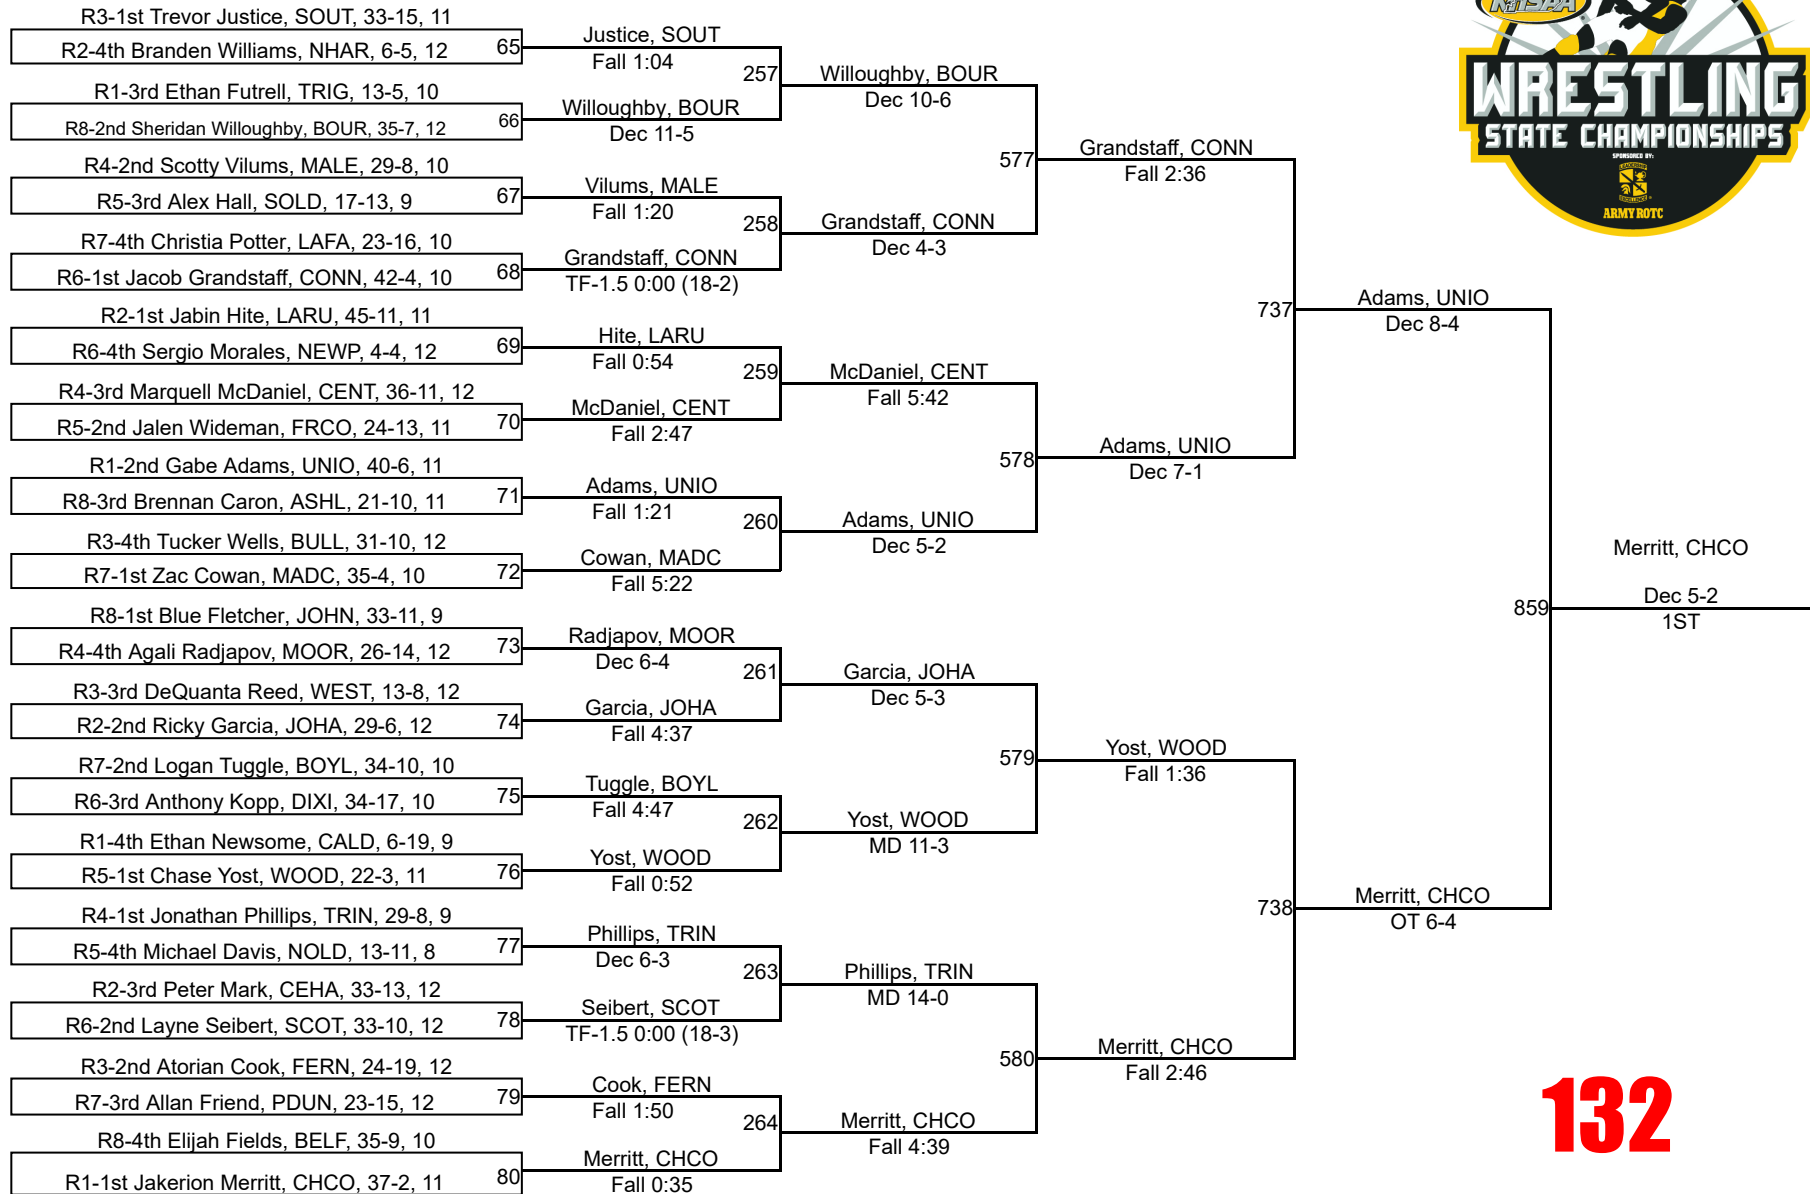 R3-1st Trevor Justice, SOUT, 33-15, 11
R2-4th Branden Williams, NHAR, 6-5, 12
65
R1-3rd Ethan Futrell, TRIG, 13-5, 10
R8-2nd Sheridan Willoughby, BOUR, 35-7, 12
66
R4-2nd Scotty Vilums, MALE, 29-8, 10
R5-3rd Alex Hall, SOLD, 17-13, 9
67
R7-4th Christia Potter, LAFA, 23-16, 10
R6-1st Jacob Grandstaff, CONN, 42-4, 10
68
R2-1st Jabin Hite, LARU, 45-11, 11
R6-4th Sergio Morales, NEWP, 4-4, 12
69
R4-3rd Marquell McDaniel, CENT, 36-11, 12
R5-2nd Jalen Wideman, FRCO, 24-13, 11
70
R1-2nd Gabe Adams, UNIO, 40-6, 11
R8-3rd Brennan Caron, ASHL, 21-10, 11
71
R3-4th Tucker Wells, BULL, 31-10, 12
R7-1st Zac Cowan, MADC, 35-4, 10
72
R8-1st Blue Fletcher, JOHN, 33-11, 9
R4-4th Agali Radjapov, MOOR, 26-14, 12
73
R3-3rd DeQuanta Reed, WEST, 13-8, 12
R2-2nd Ricky Garcia, JOHA, 29-6, 12
74
R7-2nd Logan Tuggle, BOYL, 34-10, 10
R6-3rd Anthony Kopp, DIXI, 34-17, 10
75
R1-4th Ethan Newsome, CALD, 6-19, 9
R5-1st Chase Yost, WOOD, 22-3, 11
76
R4-1st Jonathan Phillips, TRIN, 29-8, 9
R5-4th Michael Davis, NOLD, 13-11, 8
77
R2-3rd Peter Mark, CEHA, 33-13, 12
R6-2nd Layne Seibert, SCOT, 33-10, 12
78
R3-2nd Atorian Cook, FERN, 24-19, 12
R7-3rd Allan Friend, PDUN, 23-15, 12
79
R8-4th Elijah Fields, BELF, 35-9, 10
R1-1st Jakerion Merritt, CHCO, 37-2, 11
80
Justice, SOUT
Fall 1:04
257
Willoughby, BOUR
Dec 11-5
Vilums, MALE
Fall 1:20
258
Grandstaff, CONN
TF-1.5 0:00 (18-2)
Hite, LARU
Fall 0:54
259
McDaniel, CENT
Fall 2:47
Adams, UNIO
Fall 1:21
260
Cowan, MADC
Fall 5:22
Radjapov, MOOR
Dec 6-4
261
Garcia, JOHA
Fall 4:37
Tuggle, BOYL
Fall 4:47
262
Yost, WOOD
Fall 0:52
Phillips, TRIN
Dec 6-3
263
Seibert, SCOT
TF-1.5 0:00 (18-3)
Cook, FERN
Fall 1:50
264
Merritt, CHCO
Fall 0:35
Willoughby, BOUR
Dec 10-6
577
Grandstaff, CONN
Dec 4-3
McDaniel, CENT
Fall 5:42
578
Adams, UNIO
Dec 5-2
Garcia, JOHA
Dec 5-3
579
Yost, WOOD
MD 11-3
Phillips, TRIN
MD 14-0
580
Merritt, CHCO
Fall 4:39
Grandstaff, CONN
Fall 2:36
737
Adams, UNIO
Dec 7-1
Yost, WOOD
Fall 1:36
738
Merritt, CHCO
Fall 2:46
Adams, UNIO
Dec 8-4
859
Merritt, CHCO
OT 6-4
Merritt, CHCO
Dec 5-2
1ST
WRESTLING
STATE CHAMPIONSHIPS
SPONSORED BY:
ARMY ROTC
132